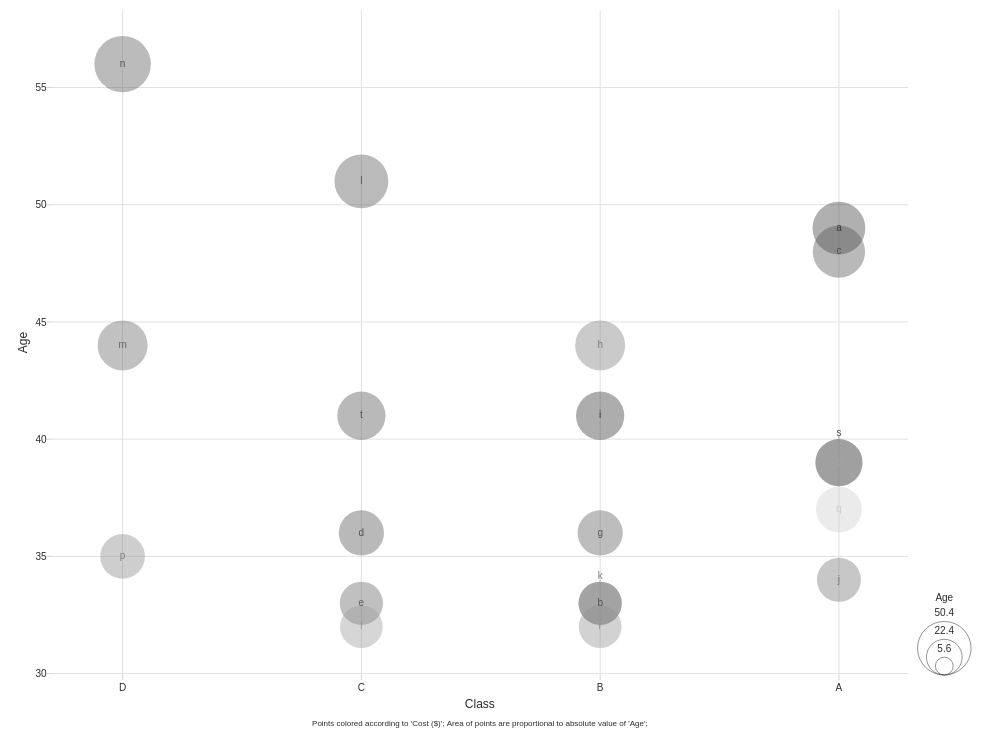 n
55
l
50
a
c
45
m
h
Age
t
i
s
40
d
g
p
35
k
j
q
e
b
Age
50.4
22.4
5.6
30
D
C
B
A
Class
Points colored according to 'Cost ($)'; Area of points are proportional to absolute value of 'Age';